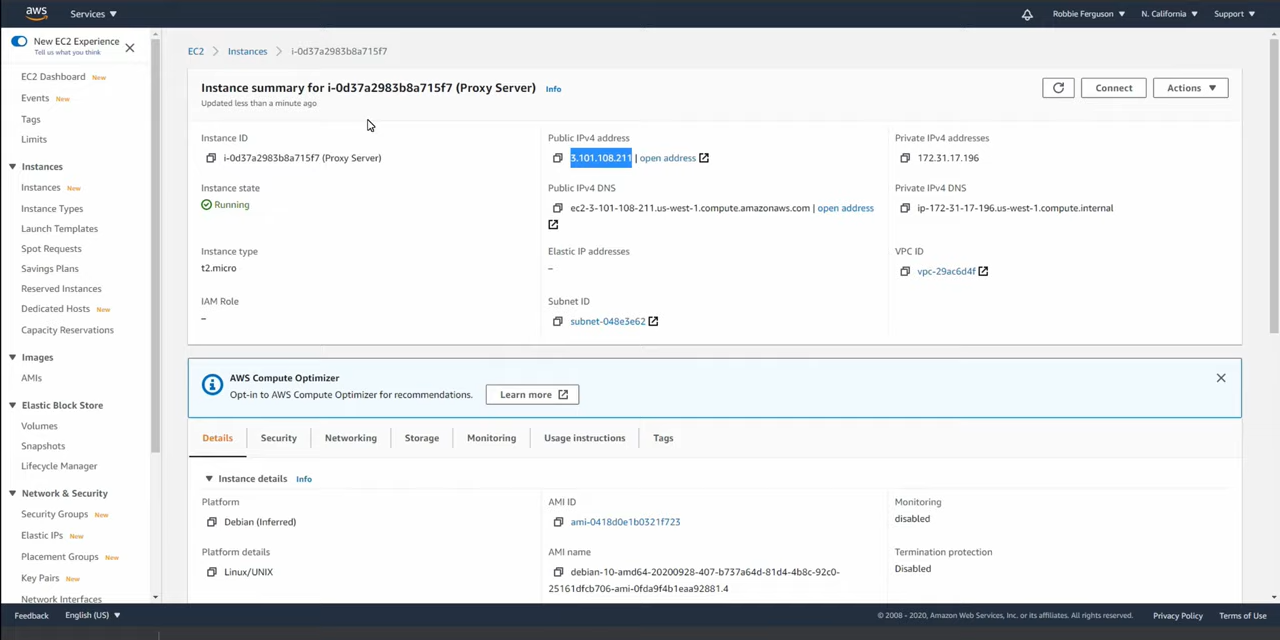 aws Services Robbie Ferguson N. California Support
New EC2 Experience
Tell us what you think
EC2 Dashboard New
Events New
Tags
Limits
Instances
Instances New
Instance Types
Launch Templates
Spot Requests
Savings Plans
Reserved Instances
Dedicated Hosts New
Capacity Reservations
Images
AMIs
Elastic Block Store
Volumes
Snapshots
Lifecycle Manager
Network & Security
Security Groups New
Elastic IPs New
Placement Groups New
Key Pairs New
Network Interfaces
EC2 > Instances > i-0d37a2983b8a715f7
Instance summary for i-0d37a2983b8a715f7 (Proxy Server) Info
Updated less than a minute ago
Connect Actions
Instance ID
i-0d37a2983b8a715f7 (Proxy Server)
Instance state
Running
Instance type
t2.micro
IAM Role
–
Public IPv4 address
3.101.108.211 | open address
Public IPv4 DNS
ec2-3-101-108-211.us-west-1.compute.amazonaws.com | open address
Elastic IP addresses
–
Subnet ID
subnet-048e3e62
Private IPv4 addresses
172.31.17.196
Private IPv4 DNS
ip-172-31-17-196.us-west-1.compute.internal
VPC ID
vpc-29ac6d4f
AWS Compute Optimizer
Opt-in to AWS Compute Optimizer for recommendations. Learn more
Details Security Networking Storage Monitoring Usage instructions Tags
Instance details Info
Platform
Debian (Inferred)
Platform details
Linux/UNIX
AMI ID
ami-0418d0e1b0321f723
AMI name
debian-10-amd64-20200928-407-b737a64d-81d4-4b8c-92c0-
25161dfcb706-ami-0fda9f4b1eaa92881.4
Monitoring
disabled
Termination protection
Disabled
Feedback English (US) © 2008 - 2020, Amazon Web Services, Inc. or its affiliates. All rights reserved. Privacy Policy Terms of Use